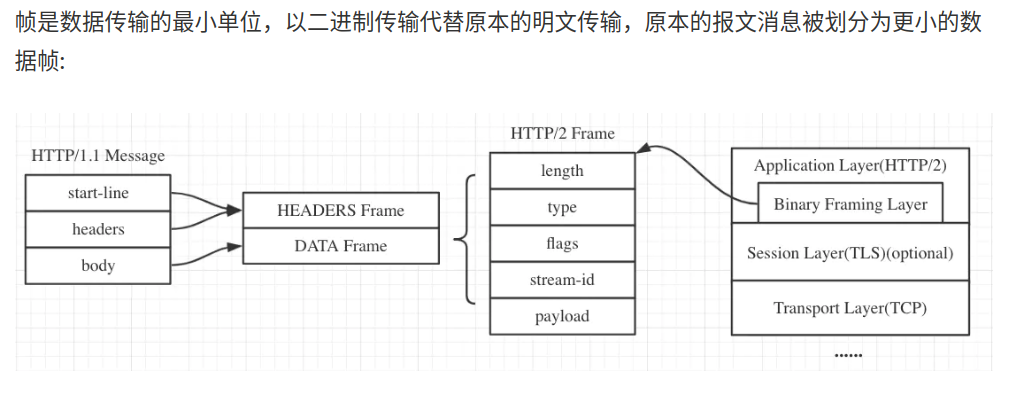 帧是数据传输的最小单位，以二进制传输代替原本的明文传输，原本的报文消息被划分为更小的数
据帧:
HTTP/1.1 Message
start-line
headers
body
HEADERS Frame
DATA Frame
HTTP/2 Frame
length
type
flags
stream-id
payload
Application Layer(HTTP/2)
Binary Framing Layer
Session Layer(TLS)(optional)
Transport Layer(TCP)
......